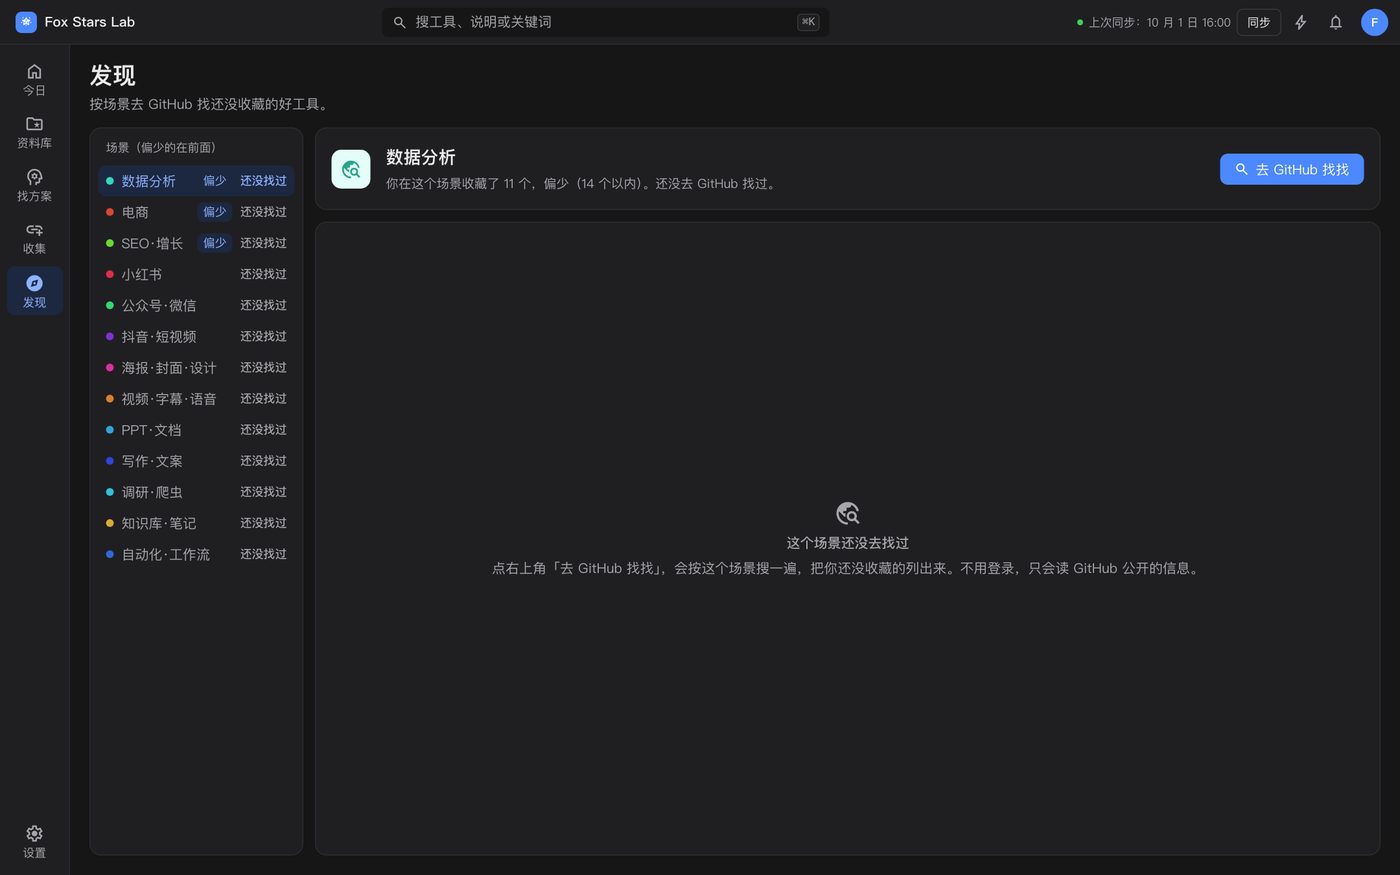 Fox Stars Lab
搜工具、说明或关键词
⌘K
上次同步：10 月 1 日 16:00
同步
F
今日
资料库
找方案
收集
发现
设置
发现
按场景去 GitHub 找还没收藏的好工具。
场景（偏少的在前面）
数据分析 偏少 还没找过
电商 偏少 还没找过
SEO·增长 偏少 还没找过
小红书 还没找过
公众号·微信 还没找过
抖音·短视频 还没找过
海报·封面·设计 还没找过
视频·字幕·语音 还没找过
PPT·文档 还没找过
写作·文案 还没找过
调研·爬虫 还没找过
知识库·笔记 还没找过
自动化·工作流 还没找过
数据分析
你在这个场景收藏了 11 个，偏少（14 个以内）。还没去 GitHub 找过。
去 GitHub 找找
这个场景还没去找过
点右上角「去 GitHub 找找」，会按这个场景搜一遍，把你还没收藏的列出来。不用登录，只会读 GitHub 公开的信息。